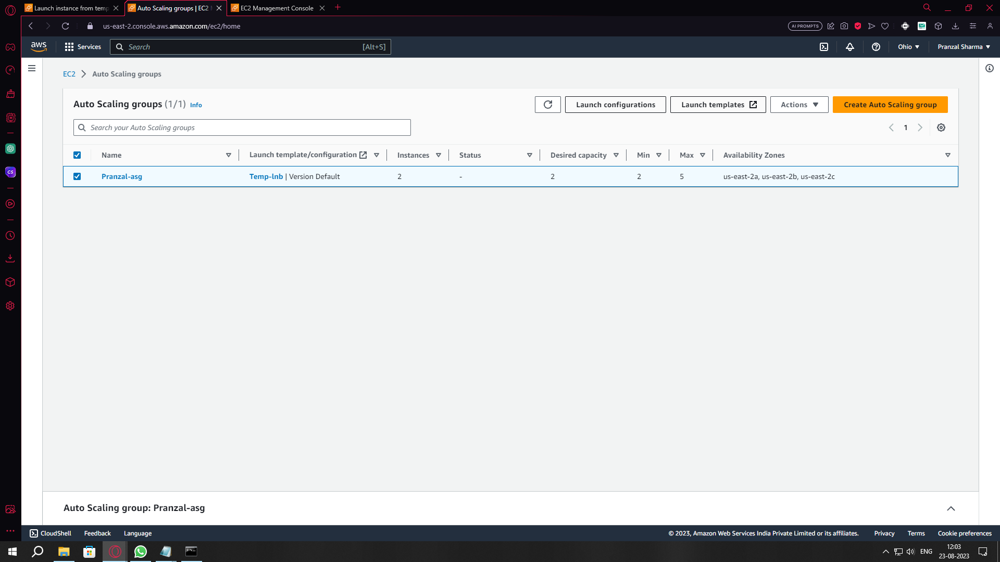 Launch instance from temp
Auto Scaling groups | EC2
EC2 Management Console
us-east-2.console.aws.amazon.com/ec2/home
AI PROMPTS
aws
Services
Search
[Alt+S]
Ohio
Pranzal Sharma
EC2
Auto Scaling groups
Auto Scaling groups (1/1) Info
Launch configurations
Launch templates
Actions
Create Auto Scaling group
Search your Auto Scaling groups
1
Name
Launch template/configuration
Instances
Status
Desired capacity
Min
Max
Availability Zones
Pranzal-asg
Temp-lnb | Version Default
2
-
2
2
5
us-east-2a, us-east-2b, us-east-2c
CS
Auto Scaling group: Pranzal-asg
CloudShell
Feedback
Language
© 2023, Amazon Web Services India Private Limited or its affiliates.
Privacy
Terms
Cookie preferences
ENG
12:03
23-08-2023